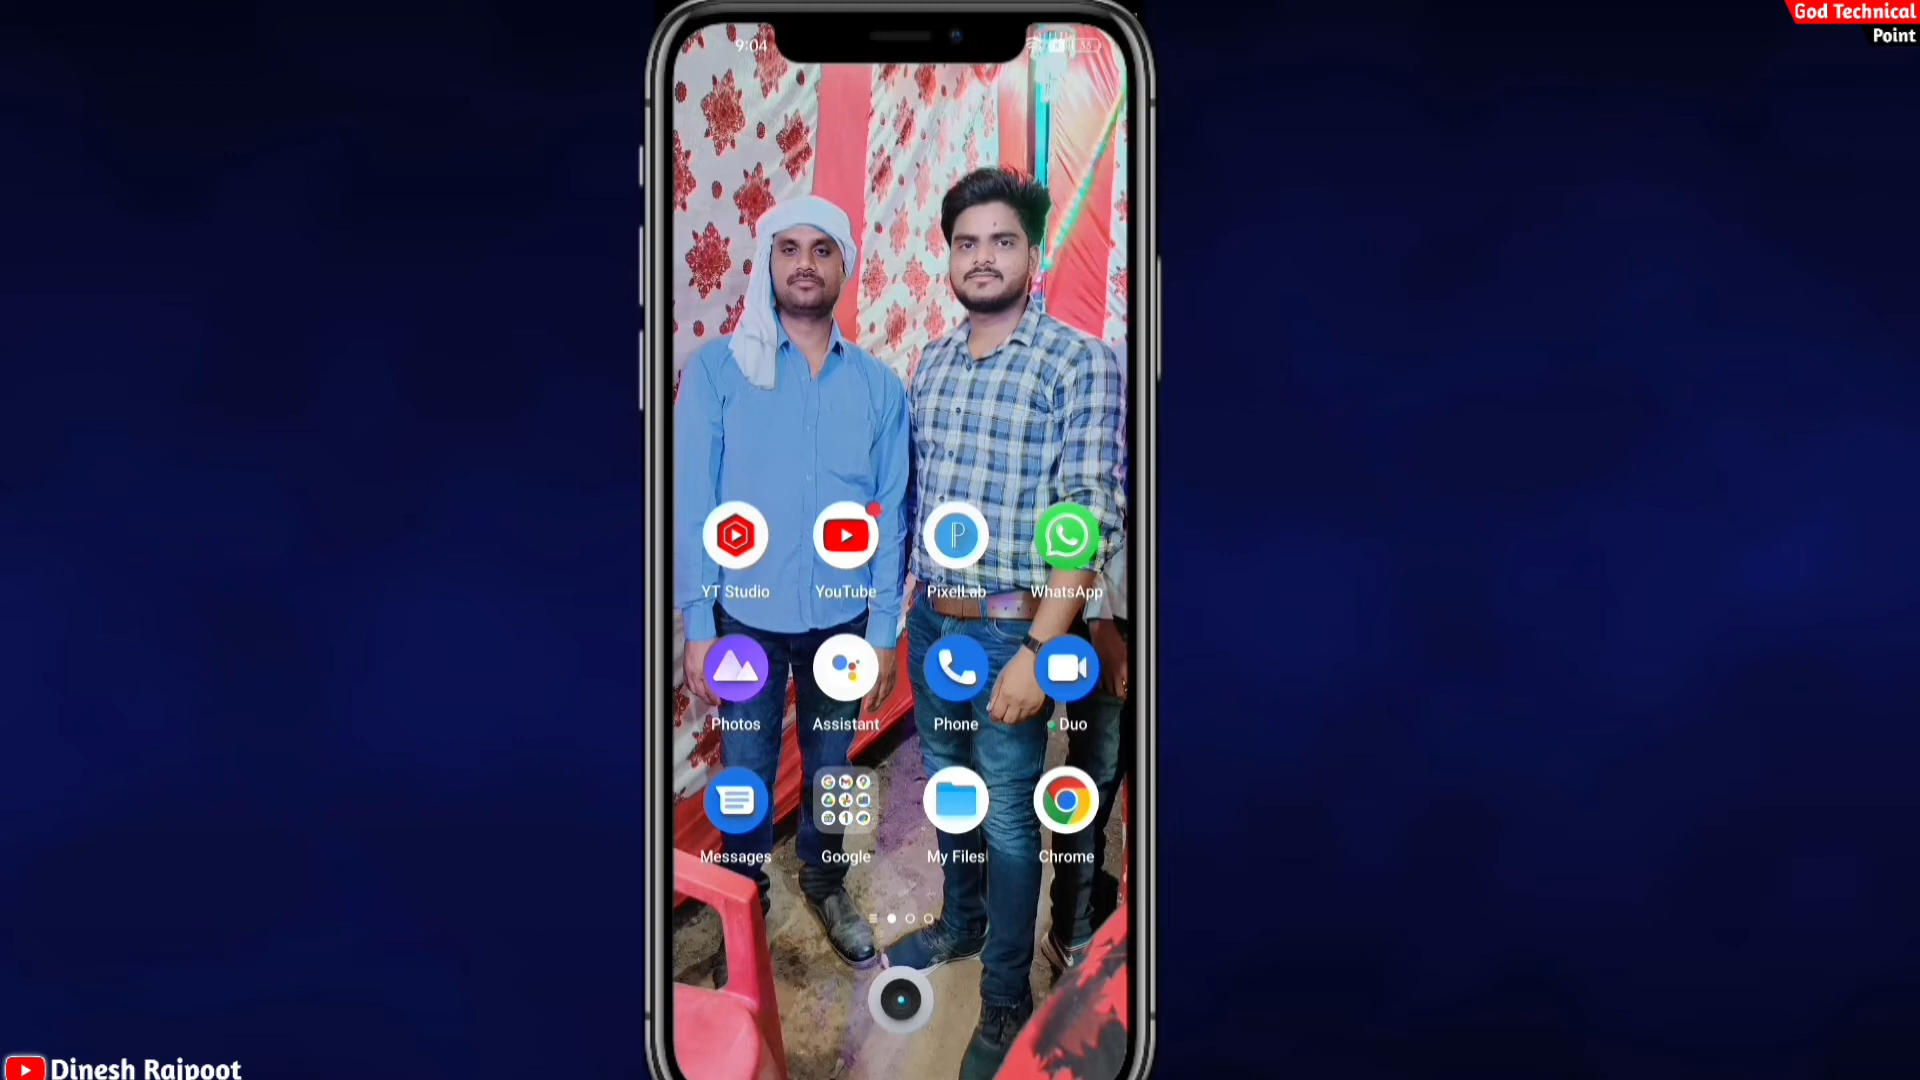 God Technical
Point
9:04
33
YT Studio
YouTube
PixelLab
WhatsApp
Photos
Assistant
Phone
Duo
Messages
Google
My Files
Chrome
Dinesh Rajpoot